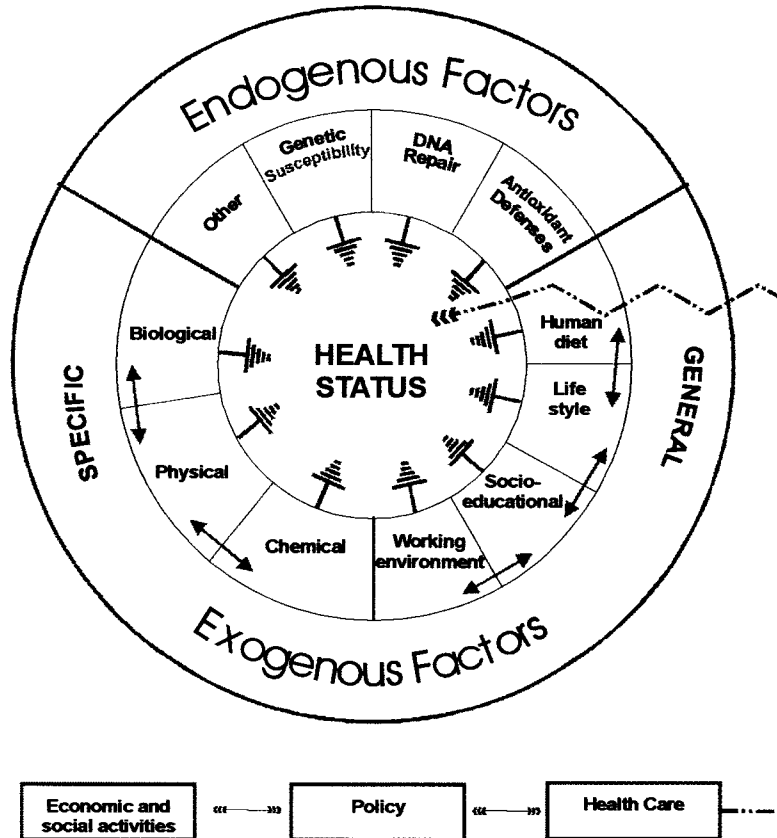 Endogenous Factors
Other
Genetic
Susceptibility
DNA
Repair
Antioxidant
Defenses
Biological
HEALTH
STATUS
Human
diet
SPECIFIC
GENERAL
Life
style
Physical
Socio-
educational
Chemical
Working
environment
Exogenous Factors
Economic and
social activities
Policy
Health Care